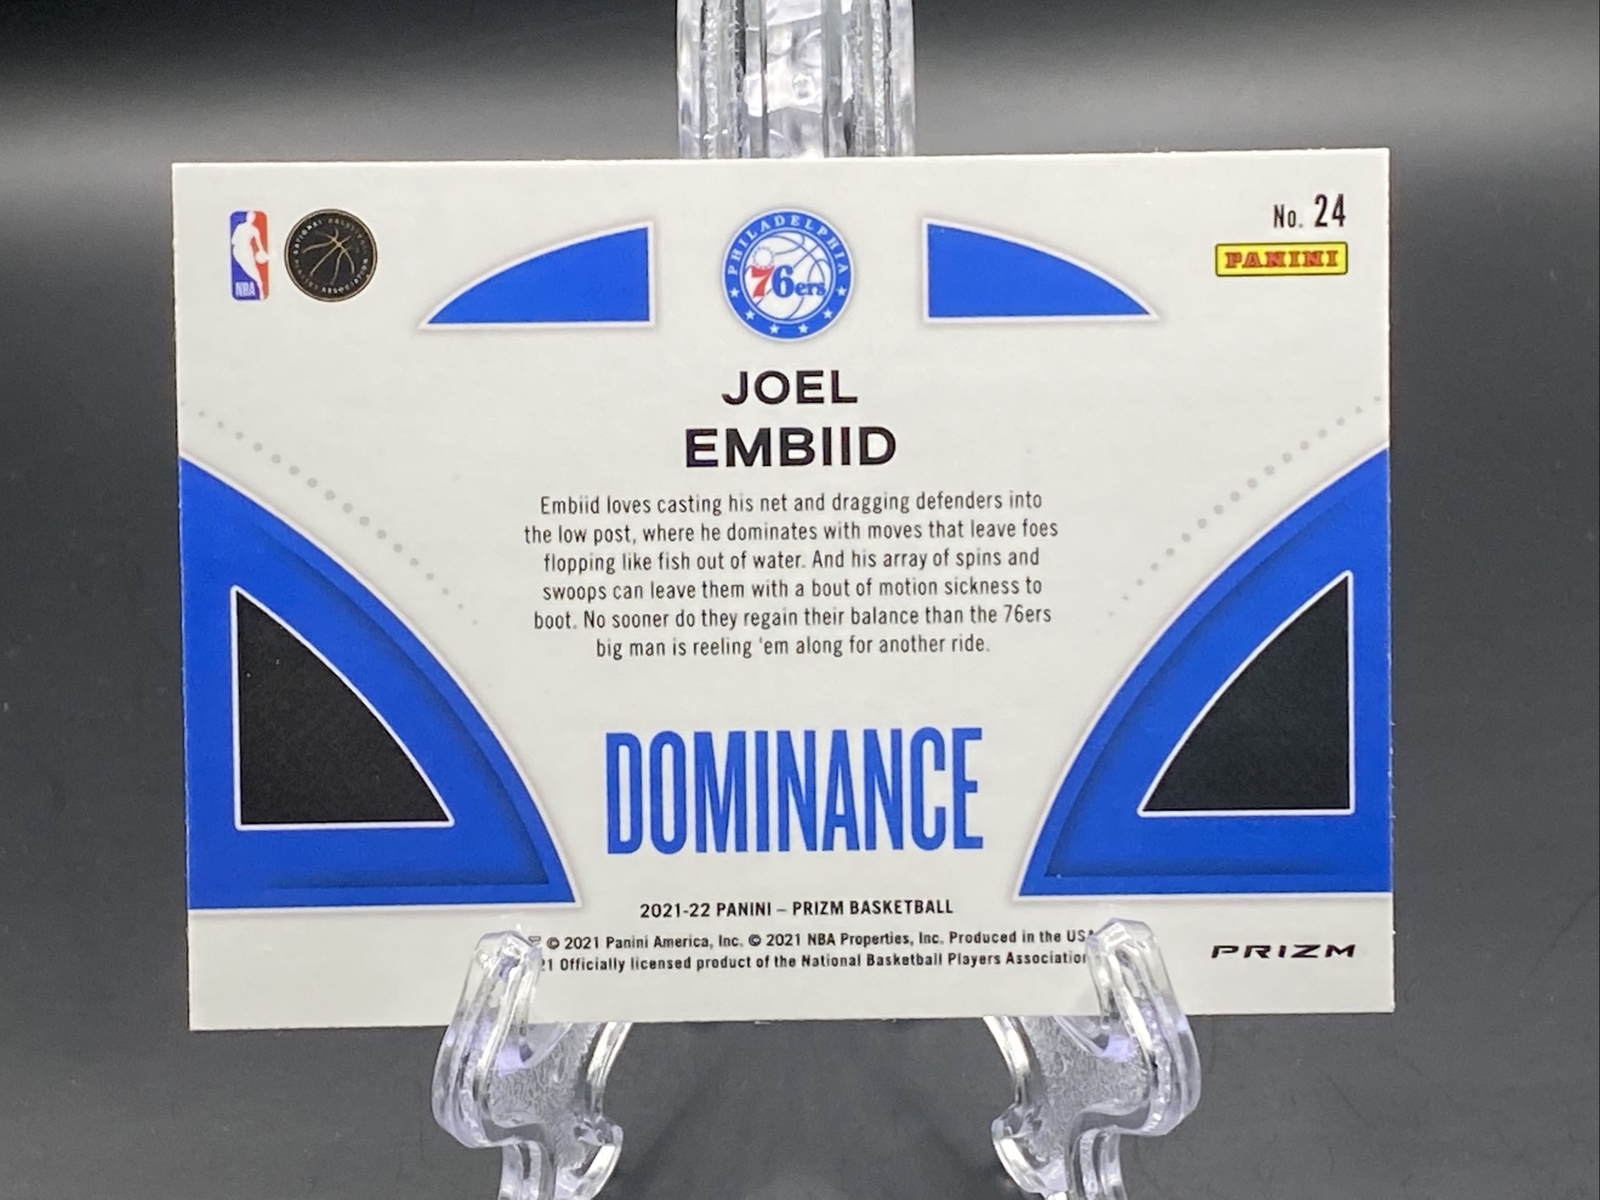 No. 24
PANINI
NBA
PHILADELPHIA
76ers
JOEL
EMBIID
Embiid loves casting his net and dragging defenders into
the low post, where he dominates with moves that leave foes
flopping like fish out of water. And his array of spins and
swoops can leave them with a bout of motion sickness to
boot. No sooner do they regain their balance than the 76ers
big man is reeling 'em along for another ride.
DOMINANCE
2021-22 PANINI – PRIZM BASKETBALL
© 2021 Panini America, Inc. © 2021 NBA Properties, Inc. Produced in the USA
Officially licensed product of the National Basketball Players Association
PRIZM